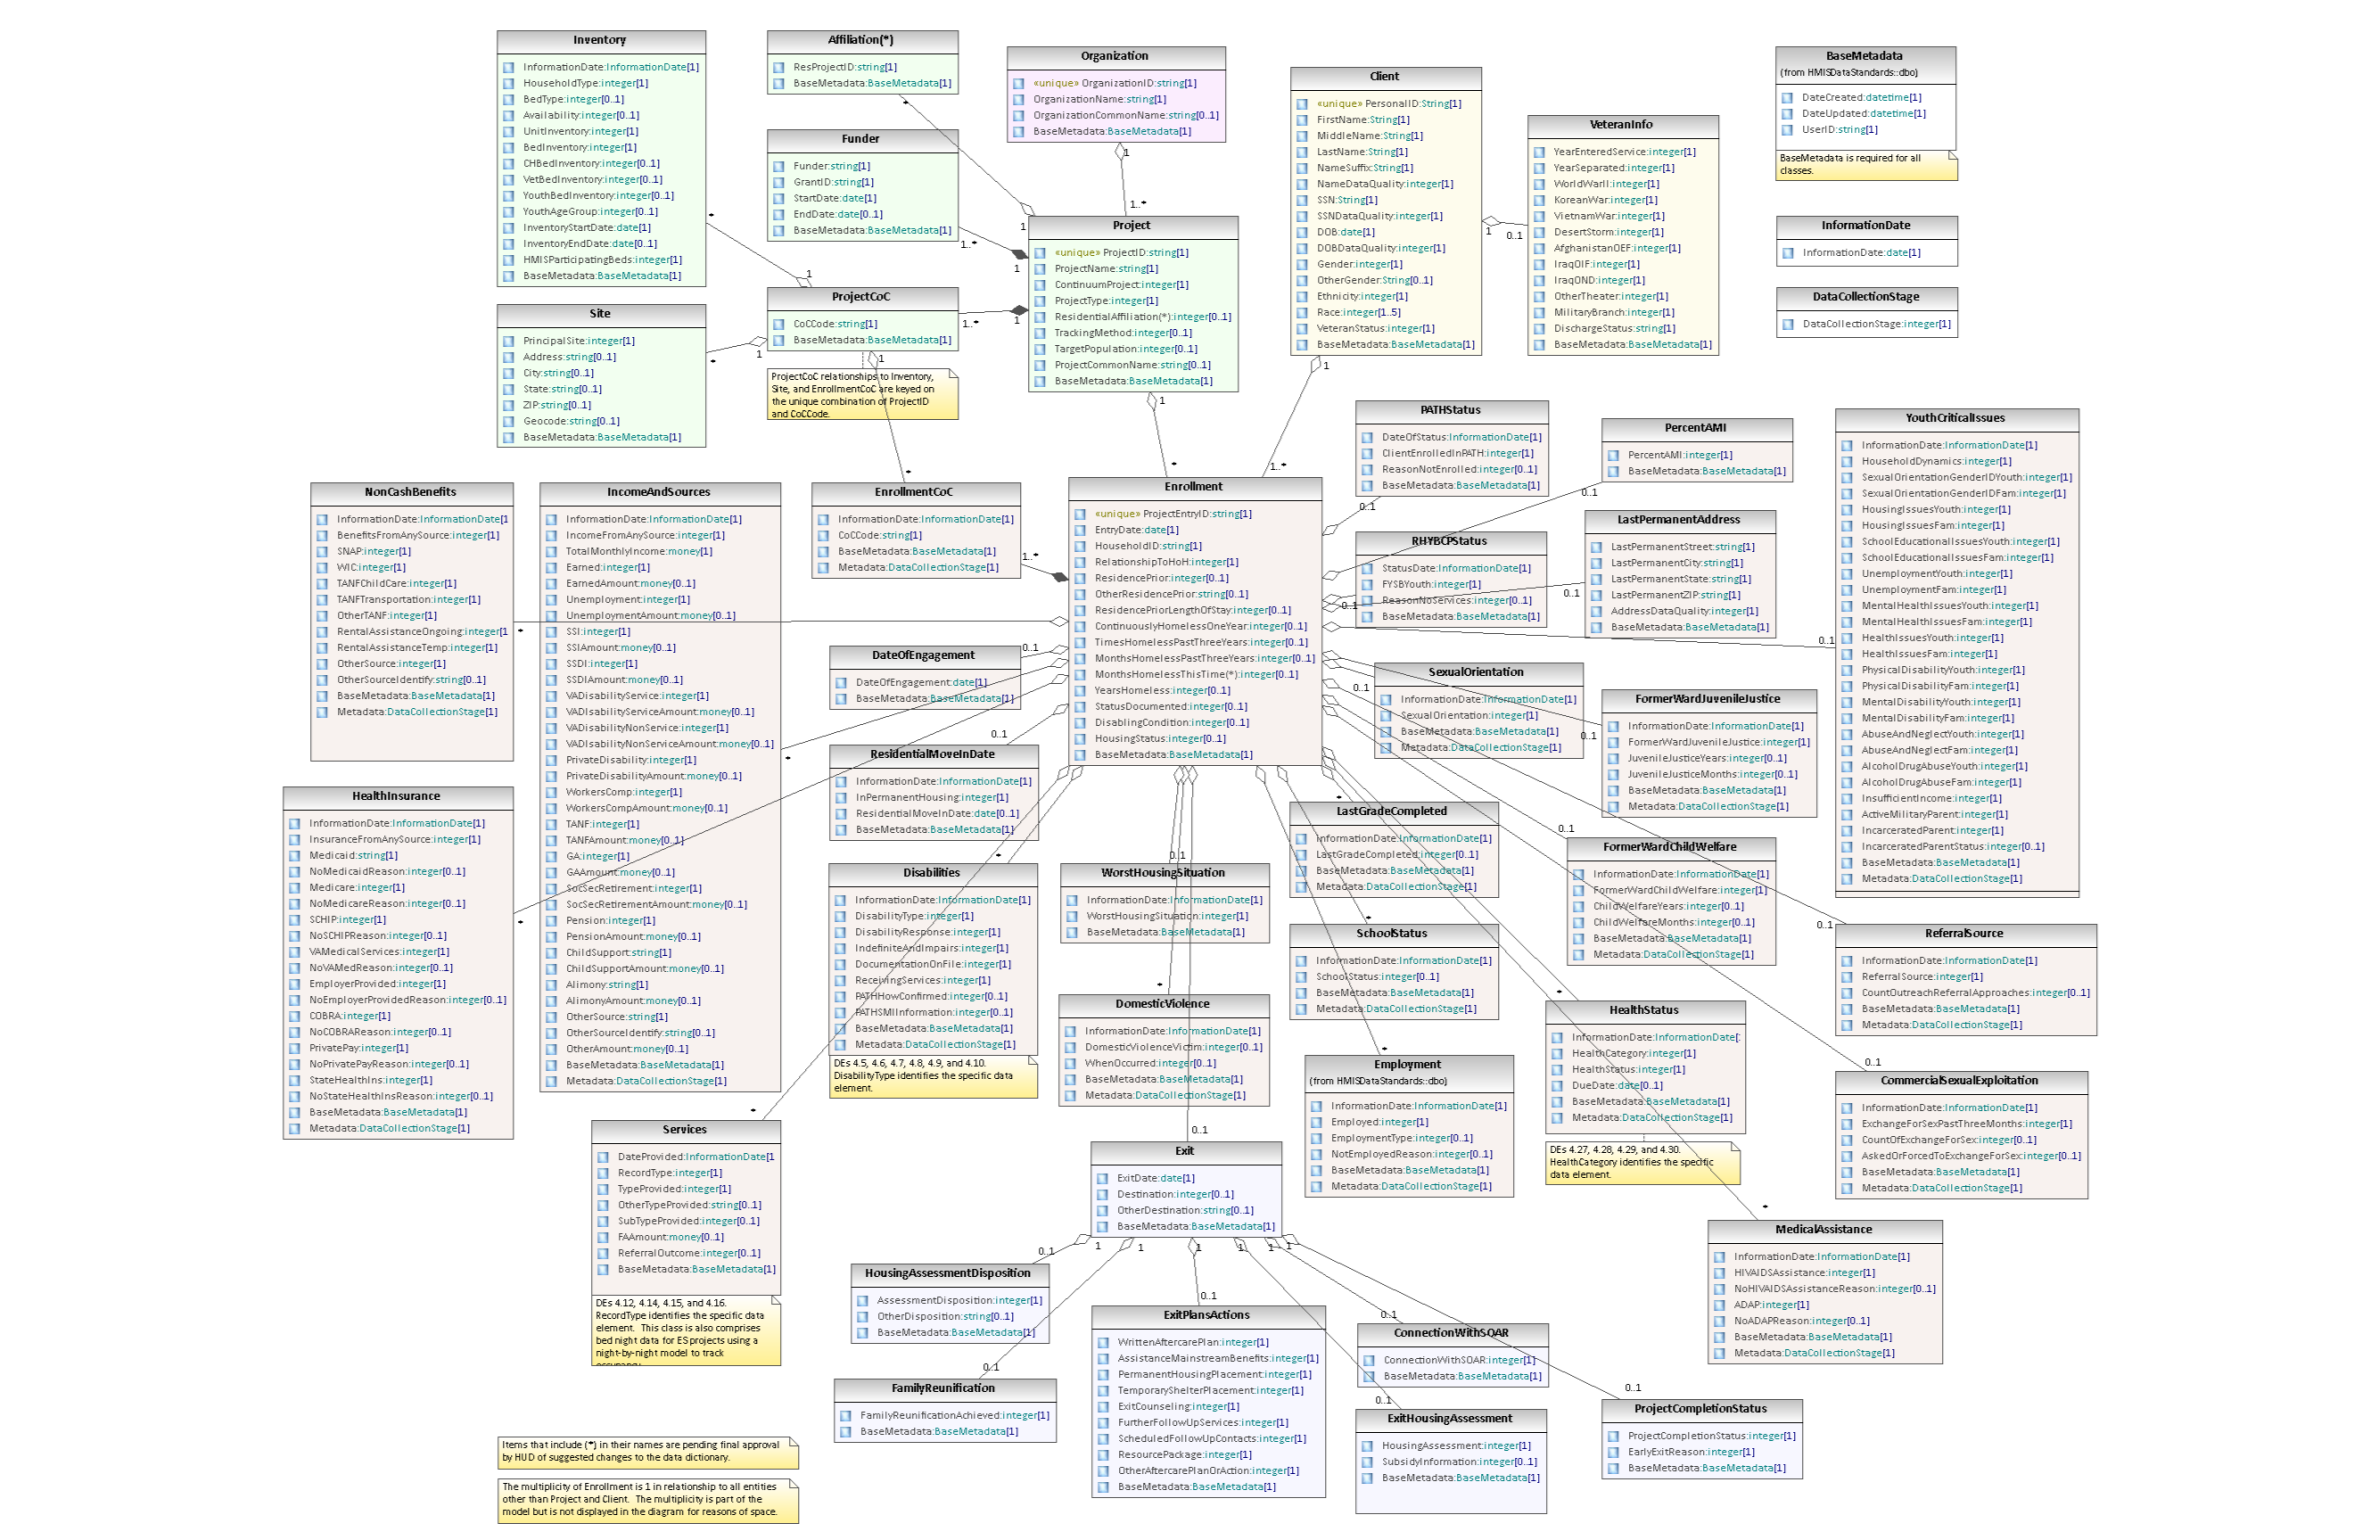 Inventory
InformationDate:InformationDate[1]
HouseholdType:integer[1]
BedType:integer[0..1]
Availability:integer[0..1]
UnitInventory:integer[1]
BedInventory:integer[1]
CHBedInventory:integer[0..1]
VetBedInventory:integer[0..1]
YouthBedInventory:integer[0..1]
YouthAgeGroup:integer[0..1]
InventoryStartDate:date[1]
InventoryEndDate:date[0..1]
HMISParticipatingBeds:integer[1]
BaseMetadata:BaseMetadata[1]
Affiliation(*)
ResProjectID:string[1]
BaseMetadata:BaseMetadata[1]
Organization
«unique» OrganizationID:string[1]
OrganizationName:string[1]
OrganizationCommonName:string[0..1]
BaseMetadata:BaseMetadata[1]
Client
«unique» PersonalID:String[1]
FirstName:String[1]
MiddleName:String[1]
LastName:String[1]
NameSuffix:String[1]
NameDataQuality:integer[1]
SSN:String[1]
SSNDataQuality:integer[1]
DOB:date[1]
DOBDataQuality:integer[1]
Gender:integer[1]
OtherGender:String[0..1]
Ethnicity:integer[1]
Race:integer[1..5]
VeteranStatus:integer[1]
BaseMetadata:BaseMetadata[1]
VeteranInfo
YearEnteredService:integer[1]
YearSeparated:integer[1]
WorldWarII:integer[1]
KoreanWar:integer[1]
VietnamWar:integer[1]
DesertStorm:integer[1]
AfghanistanOEF:integer[1]
IraqOIF:integer[1]
IraqOND:integer[1]
OtherTheater:integer[1]
MilitaryBranch:integer[1]
DischargeStatus:string[1]
BaseMetadata:BaseMetadata[1]
BaseMetadata
(from HMISDataStandards::dbo)
DateCreated:datetime[1]
DateUpdated:datetime[1]
UserID:string[1]
BaseMetadata is required for all
classes.
InformationDate
InformationDate:date[1]
DataCollectionStage
DataCollectionStage:integer[1]
Funder
Funder:string[1]
GrantID:string[1]
StartDate:date[1]
EndDate:date[0..1]
BaseMetadata:BaseMetadata[1]
Project
«unique» ProjectID:string[1]
ProjectName:string[1]
ContinuumProject:integer[1]
ProjectType:integer[1]
ResidentialAffiliation(*):integer[0..1]
TrackingMethod:integer[0..1]
TargetPopulation:integer[0..1]
ProjectCommonName:string[0..1]
BaseMetadata:BaseMetadata[1]
ProjectCoC
CoCCode:string[1]
BaseMetadata:BaseMetadata[1]
ProjectCoC relationships to Inventory,
Site, and EnrollmentCoC are keyed on
the unique combination of ProjectID
and CoCCode.
Site
PrincipalSite:integer[1]
Address:string[0..1]
City:string[0..1]
State:string[0..1]
ZIP:string[0..1]
Geocode:string[0..1]
BaseMetadata:BaseMetadata[1]
NonCashBenefits
InformationDate:InformationDate[1
BenefitsFromAnySource:integer[1]
SNAP:integer[1]
WIC:integer[1]
TANFChildCare:integer[1]
TANFTransportation:integer[1]
OtherTANF:integer[1]
RentalAssistanceOngoing:integer[1
RentalAssistanceTemp:integer[1]
OtherSource:integer[1]
OtherSourceIdentify:string[0..1]
BaseMetadata:BaseMetadata[1]
Metadata:DataCollectionStage[1]
IncomeAndSources
InformationDate:InformationDate[1]
IncomeFromAnySource:integer[1]
TotalMonthlyIncome:money[1]
Earned:integer[1]
EarnedAmount:money[0..1]
Unemployment:integer[1]
UnemploymentAmount:money[0..1]
SSI:integer[1]
SSIAmount:money[0..1]
SSDI:integer[1]
SSDIAmount:money[0..1]
VADisabilityService:integer[1]
VADisabilityServiceAmount:money[0..1]
VADisabilityNonService:integer[1]
VADisabilityNonServiceAmount:money[0..1]
PrivateDisability:integer[1]
PrivateDisabilityAmount:money[0..1]
WorkersComp:integer[1]
WorkersCompAmount:money[0..1]
TANF:integer[1]
TANFAmount:money[0..1]
GA:integer[1]
GAAmount:money[0..1]
SocSecRetirement:integer[1]
SocSecRetirementAmount:money[0..1]
Pension:integer[1]
PensionAmount:money[0..1]
ChildSupport:string[1]
ChildSupportAmount:money[0..1]
Alimony:string[1]
AlimonyAmount:money[0..1]
OtherSource:string[1]
OtherSourceIdentify:string[0..1]
OtherAmount:money[0..1]
BaseMetadata:BaseMetadata[1]
Metadata:DataCollectionStage[1]
EnrollmentCoC
InformationDate:InformationDate[1]
CoCCode:string[1]
BaseMetadata:BaseMetadata[1]
Metadata:DataCollectionStage[1]
Enrollment
«unique» ProjectEntryID:string[1]
EntryDate:date[1]
HouseholdID:string[1]
RelationshipToHoH:integer[1]
ResidencePrior:integer[0..1]
OtherResidencePrior:string[0..1]
ResidencePriorLengthOfStay:integer[0..1]
ContinuouslyHomelessOneYear:integer[0..1]
TimesHomelessPastThreeYears:integer[0..1]
MonthsHomelessPastThreeYears:integer[0..1]
MonthsHomelessThisTime(*):integer[0..1]
YearsHomeless:integer[0..1]
StatusDocumented:integer[0..1]
DisablingCondition:integer[0..1]
HousingStatus:integer[0..1]
BaseMetadata:BaseMetadata[1]
PATHStatus
DateOfStatus:InformationDate[1]
ClientEnrolledInPATH:integer[1]
ReasonNotEnrolled:integer[0..1]
BaseMetadata:BaseMetadata[1]
PercentAMI
PercentAMI:integer[1]
BaseMetadata:BaseMetadata[1]
RHYBCPStatus
StatusDate:InformationDate[1]
FYSBYouth:integer[1]
ReasonNoServices:integer[0..1]
BaseMetadata:BaseMetadata[1]
LastPermanentAddress
LastPermanentStreet:string[1]
LastPermanentCity:string[1]
LastPermanentState:string[1]
LastPermanentZIP:string[1]
AddressDataQuality:integer[1]
BaseMetadata:BaseMetadata[1]
YouthCriticalIssues
InformationDate:InformationDate[1]
HouseholdDynamics:integer[1]
SexualOrientationGenderIDYouth:integer[1]
SexualOrientationGenderIDFam:integer[1]
HousingIssuesYouth:integer[1]
HousingIssuesFam:integer[1]
SchoolEducationalIssuesYouth:integer[1]
SchoolEducationalIssuesFam:integer[1]
UnemploymentYouth:integer[1]
UnemploymentFam:integer[1]
MentalHealthIssuesYouth:integer[1]
MentalHealthIssuesFam:integer[1]
HealthIssuesYouth:integer[1]
HealthIssuesFam:integer[1]
PhysicalDisabilityYouth:integer[1]
PhysicalDisabilityFam:integer[1]
MentalDisabilityYouth:integer[1]
MentalDisabilityFam:integer[1]
AbuseAndNeglectYouth:integer[1]
AbuseAndNeglectFam:integer[1]
AlcoholDrugAbuseYouth:integer[1]
AlcoholDrugAbuseFam:integer[1]
InsufficientIncome:integer[1]
ActiveMilitaryParent:integer[1]
IncarceratedParent:integer[1]
IncarceratedParentStatus:integer[0..1]
BaseMetadata:BaseMetadata[1]
Metadata:DataCollectionStage[1]
DateOfEngagement
DateOfEngagement:date[1]
BaseMetadata:BaseMetadata[1]
SexualOrientation
InformationDate:InformationDate[1]
SexualOrientation:integer[1]
BaseMetadata:BaseMetadata[1]
Metadata:DataCollectionStage[1]
FormerWardJuvenileJustice
InformationDate:InformationDate[1]
FormerWardJuvenileJustice:integer[1]
JuvenileJusticeYears:integer[0..1]
JuvenileJusticeMonths:integer[0..1]
BaseMetadata:BaseMetadata[1]
Metadata:DataCollectionStage[1]
ResidentialMoveInDate
InformationDate:InformationDate[1]
InPermanentHousing:integer[1]
ResidentialMoveInDate:date[0..1]
BaseMetadata:BaseMetadata[1]
HealthInsurance
InformationDate:InformationDate[1]
InsuranceFromAnySource:integer[1]
Medicaid:string[1]
NoMedicaidReason:integer[0..1]
Medicare:integer[1]
NoMedicareReason:integer[0..1]
SCHIP:integer[1]
NoSCHIPReason:integer[0..1]
VAMedicalServices:integer[1]
NoVAMedReason:integer[0..1]
EmployerProvided:integer[1]
NoEmployerProvidedReason:integer[0..1]
COBRA:integer[1]
NoCOBRAReason:integer[0..1]
PrivatePay:integer[1]
NoPrivatePayReason:integer[0..1]
StateHealthIns:integer[1]
NoStateHealthInsReason:integer[0..1]
BaseMetadata:BaseMetadata[1]
Metadata:DataCollectionStage[1]
LastGradeCompleted
InformationDate:InformationDate[1]
LastGradeCompleted:integer[0..1]
BaseMetadata:BaseMetadata[1]
Metadata:DataCollectionStage[1]
FormerWardChildWelfare
InformationDate:InformationDate[1]
FormerWardChildWelfare:integer[1]
ChildWelfareYears:integer[0..1]
ChildWelfareMonths:integer[0..1]
BaseMetadata:BaseMetadata[1]
Metadata:DataCollectionStage[1]
Disabilities
InformationDate:InformationDate[1]
DisabilityType:integer[1]
DisabilityResponse:integer[1]
IndefiniteAndImpairs:integer[1]
DocumentationOnFile:integer[1]
ReceivingServices:integer[1]
PATHHowConfirmed:integer[0..1]
PATHSMIInformation:integer[0..1]
BaseMetadata:BaseMetadata[1]
Metadata:DataCollectionStage[1]
DEs 4.5, 4.6, 4.7, 4.8, 4.9, and 4.10.
DisabilityType identifies the specific data
element.
WorstHousingSituation
InformationDate:InformationDate[1]
WorstHousingSituation:integer[1]
BaseMetadata:BaseMetadata[1]
SchoolStatus
InformationDate:InformationDate[1]
SchoolStatus:integer[0..1]
BaseMetadata:BaseMetadata[1]
Metadata:DataCollectionStage[1]
ReferralSource
InformationDate:InformationDate[1]
ReferralSource:integer[1]
CountOutreachReferralApproaches:integer[0..1]
BaseMetadata:BaseMetadata[1]
Metadata:DataCollectionStage[1]
DomesticViolence
InformationDate:InformationDate[1]
DomesticViolenceVictim:integer[0..1]
WhenOccurred:integer[0..1]
BaseMetadata:BaseMetadata[1]
Metadata:DataCollectionStage[1]
HealthStatus
InformationDate:InformationDate[
HealthCategory:integer[1]
HealthStatus:integer[1]
DueDate:date[0..1]
BaseMetadata:BaseMetadata[1]
Metadata:DataCollectionStage[1]
DEs 4.27, 4.28, 4.29, and 4.30.
HealthCategory identifies the specific
data element.
Employment
(from HMISDataStandards::dbo)
InformationDate:InformationDate[1]
Employed:integer[1]
EmploymentType:integer[0..1]
NotEmployedReason:integer[0..1]
BaseMetadata:BaseMetadata[1]
Metadata:DataCollectionStage[1]
CommercialSexualExploitation
InformationDate:InformationDate[1]
ExchangeForSexPastThreeMonths:integer[1]
CountOfExchangeForSex:integer[0..1]
AskedOrForcedToExchangeForSex:integer[0..1]
BaseMetadata:BaseMetadata[1]
Metadata:DataCollectionStage[1]
Services
DateProvided:InformationDate[1
RecordType:integer[1]
TypeProvided:integer[1]
OtherTypeProvided:string[0..1]
SubTypeProvided:integer[0..1]
FAAmount:money[0..1]
ReferralOutcome:integer[0..1]
BaseMetadata:BaseMetadata[1]
DEs 4.12, 4.14, 4.15, and 4.16.
RecordType identifies the specific data
element. This class is also comprises
bed night data for ES projects using a
night-by-night model to track
Exit
ExitDate:date[1]
Destination:integer[0..1]
OtherDestination:string[0..1]
BaseMetadata:BaseMetadata[1]
MedicalAssistance
InformationDate:InformationDate[1]
HIVAIDSAssistance:integer[1]
NoHIVAIDSAssistanceReason:integer[0..1]
ADAP:integer[1]
NoADAPReason:integer[0..1]
BaseMetadata:BaseMetadata[1]
Metadata:DataCollectionStage[1]
HousingAssessmentDisposition
AssessmentDisposition:integer[1]
OtherDisposition:string[0..1]
BaseMetadata:BaseMetadata[1]
ExitPlansActions
WrittenAftercarePlan:integer[1]
AssistanceMainstreamBenefits:integer[1]
PermanentHousingPlacement:integer[1]
TemporaryShelterPlacement:integer[1]
ExitCounseling:integer[1]
FurtherFollowUpServices:integer[1]
ScheduledFollowUpContacts:integer[1]
ResourcePackage:integer[1]
OtherAftercarePlanOrAction:integer[1]
BaseMetadata:BaseMetadata[1]
ConnectionWithSOAR
ConnectionWithSOAR:integer[1]
BaseMetadata:BaseMetadata[1]
FamilyReunification
FamilyReunificationAchieved:integer[1]
BaseMetadata:BaseMetadata[1]
ExitHousingAssessment
HousingAssessment:integer[1]
SubsidyInformation:integer[0..1]
BaseMetadata:BaseMetadata[1]
ProjectCompletionStatus
ProjectCompletionStatus:integer[1]
EarlyExitReason:integer[1]
BaseMetadata:BaseMetadata[1]
Items that include (*) in their names are pending final approval
by HUD of suggested changes to the data dictionary.
The multiplicity of Enrollment is 1 in relationship to all entities
other than Project and Client. The multiplicity is part of the
model but is not displayed in the diagram for reasons of space.